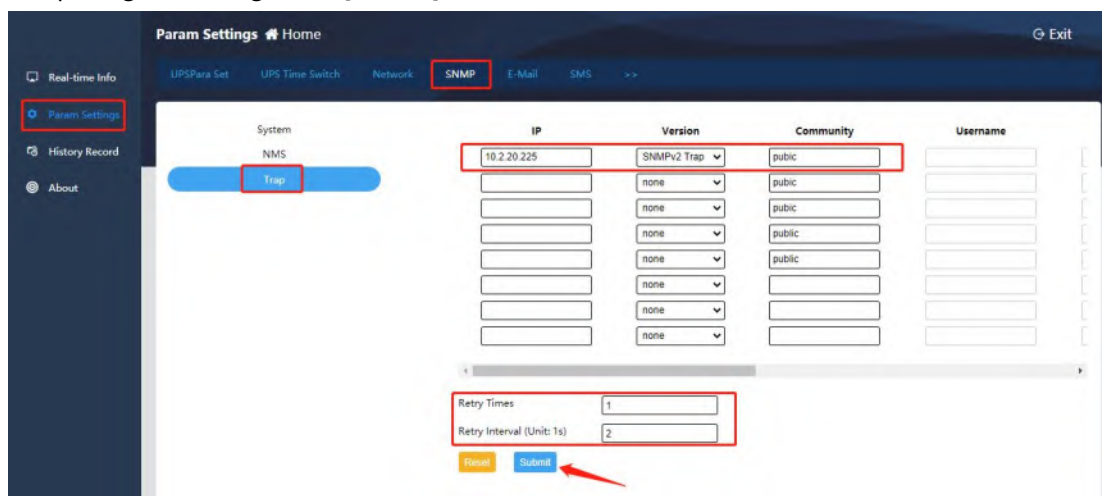 Param Settings Home Exit
Real-time Info
Param Settings
History Record
About
UPSPara Set UPS Time Switch Network SNMP E-Mail SMS >>
System
NMS
Trap
IP Version Community Username
10.2.20.225 SNMPv2 Trap pubic
none pubic
none pubic
none public
none public
none
none
none
Retry Times 1
Retry Interval (Unit: 1s) 2
Reset Submit